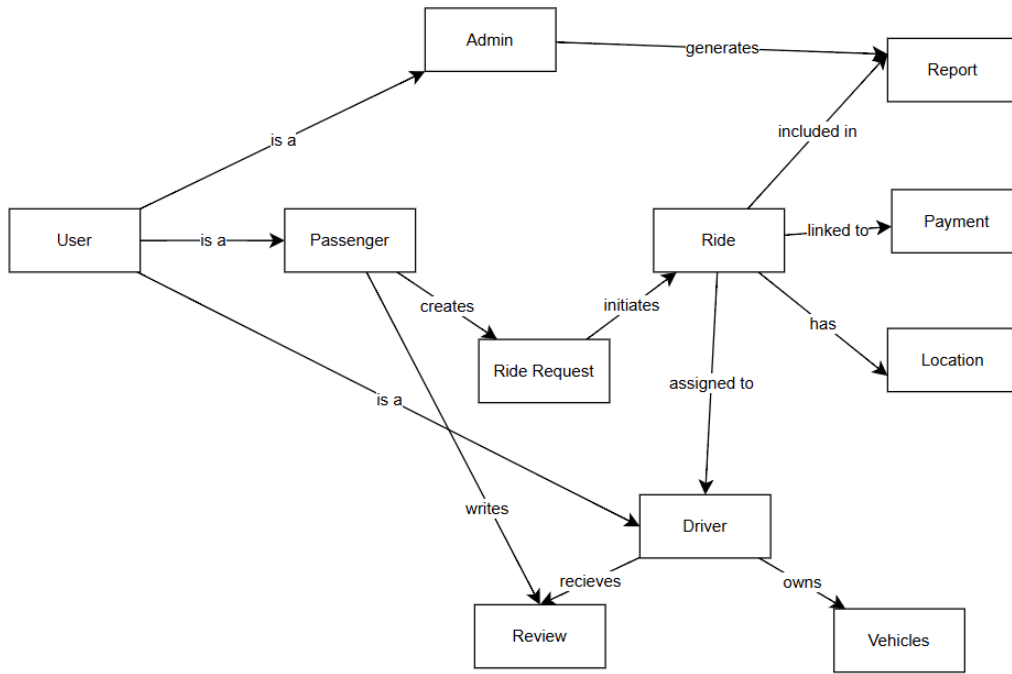 Admin
generates
Report
is a
included in
User
is a
Passenger
Ride
linked to
Payment
creates
initiates
has
Ride Request
Location
is a
assigned to
writes
Driver
recieves
owns
Review
Vehicles